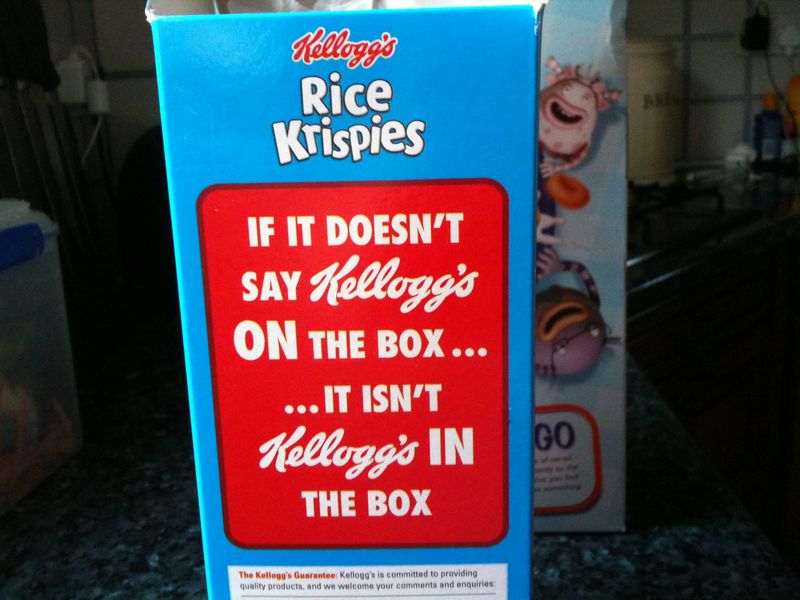 Kellogg's
Rice
Krispies
IF IT DOESN'T
SAY Kellogg's
ON THE BOX...
...IT ISN'T
Kellogg's IN
THE BOX
The Kellogg's Guarantee: Kellogg's is committed to providing
quality products, and we welcome your comments and enquiries:
GO